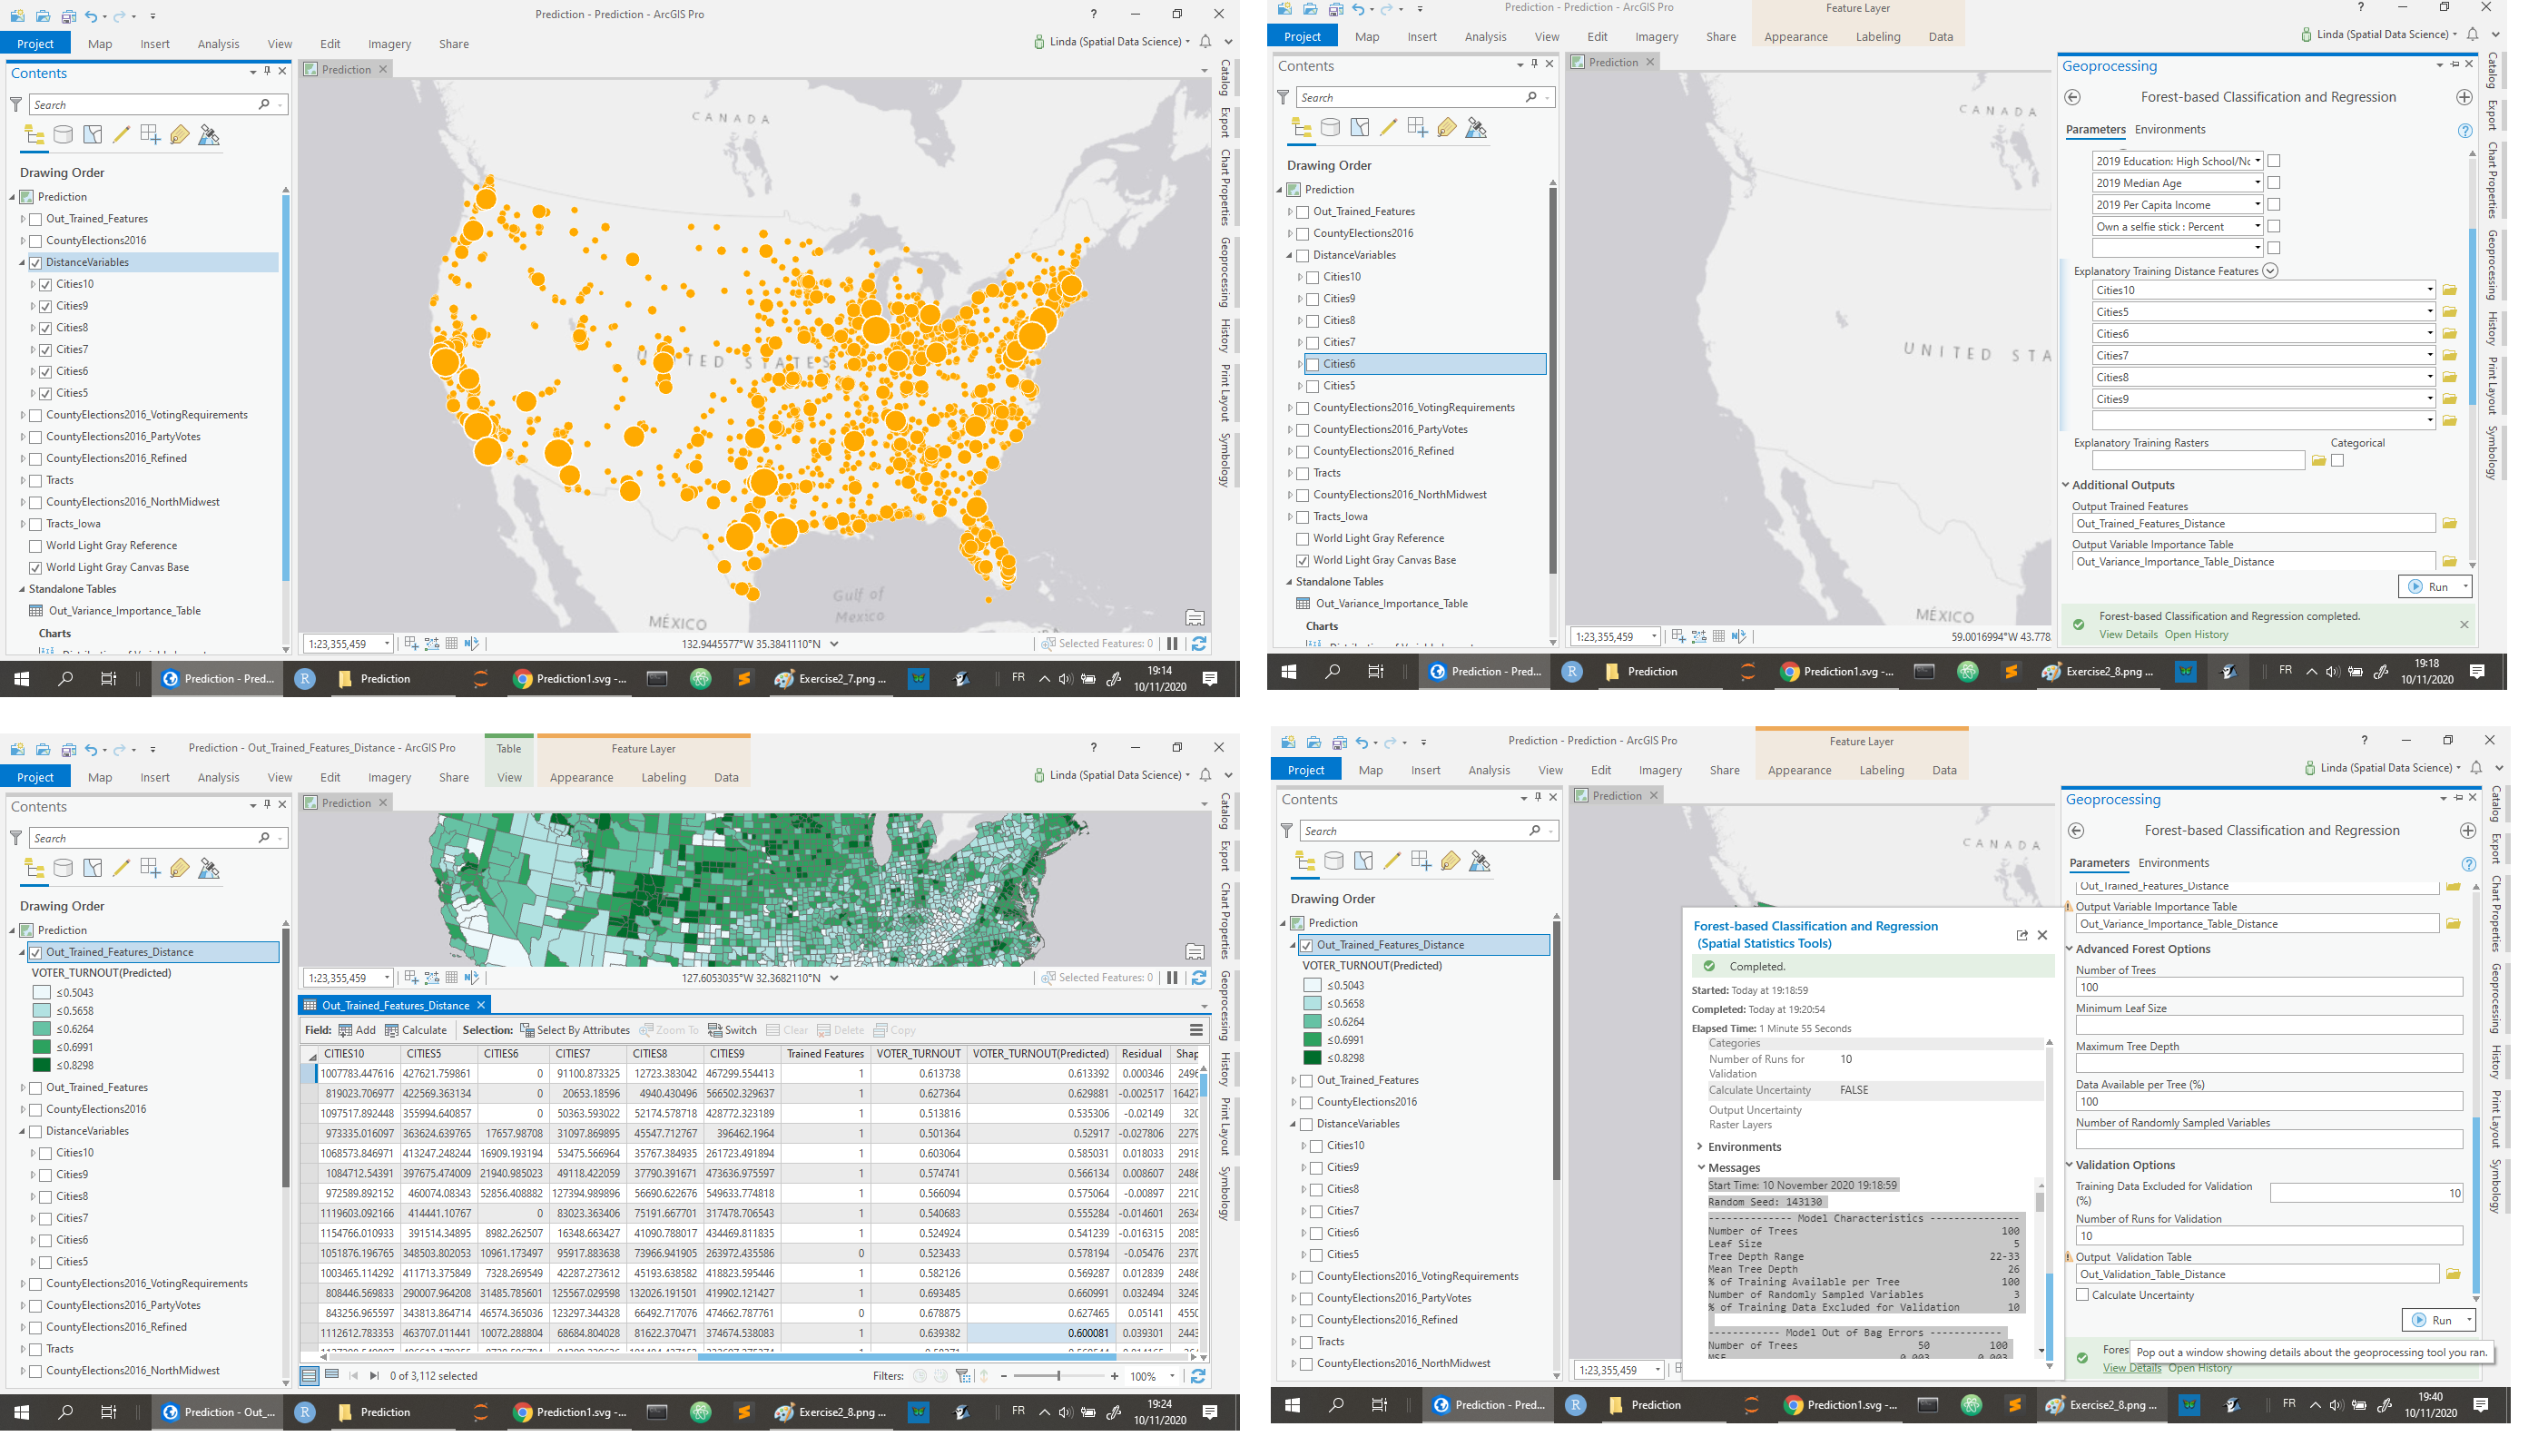 Prediction - Prediction - ArcGIS Pro
Project Map Insert Analysis View Edit Imagery Share
Linda (Spatial Data Science)
Contents
Search
Drawing Order
Prediction
Out_Trained_Features
CountyElections2016
DistanceVariables
Cities10
Cities9
Cities8
Cities7
Cities6
Cities5
CountyElections2016_VotingRequirements
CountyElections2016_PartyVotes
CountyElections2016_Refined
Tracts
CountyElections2016_NorthMidwest
Tracts_Iowa
World Light Gray Reference
World Light Gray Canvas Base
Standalone Tables
Out_Variance_Importance_Table
Charts
Prediction
CANADA
UNITED STATES
MÉXICO
Gulf of
Mexico
1:23,355,459
132.9445577°W 35.3841110°N
Selected Features: 0
Catalog
Export
Chart Properties
Geoprocessing
History
Print Layout
Symbology
Prediction - Pred...
Prediction
Prediction1.svg -...
Exercise2_7.png ...
FR
19:14
10/11/2020
Prediction - Prediction - ArcGIS Pro
Feature Layer
Project Map Insert Analysis View Edit Imagery Share Appearance Labeling Data
Linda (Spatial Data Science)
Contents
Search
Drawing Order
Prediction
Out_Trained_Features
CountyElections2016
DistanceVariables
Cities10
Cities9
Cities8
Cities7
Cities6
Cities5
CountyElections2016_VotingRequirements
CountyElections2016_PartyVotes
CountyElections2016_Refined
Tracts
CountyElections2016_NorthMidwest
Tracts_Iowa
World Light Gray Reference
World Light Gray Canvas Base
Standalone Tables
Out_Variance_Importance_Table
Charts
Prediction
CANADA
UNITED STA
MÉXICO
1:23,355,459
59.0016994°W 43.778
Geoprocessing
Forest-based Classification and Regression
Parameters Environments
2019 Education: High School/Nc
2019 Median Age
2019 Per Capita Income
Own a selfie stick : Percent
Explanatory Training Distance Features
Cities10
Cities5
Cities6
Cities7
Cities8
Cities9
Explanatory Training Rasters Categorical
Additional Outputs
Output Trained Features
Out_Trained_Features_Distance
Output Variable Importance Table
Out_Variance_Importance_Table_Distance
Run
Forest-based Classification and Regression completed.
View Details Open History
Catalog
Export
Chart Properties
Geoprocessing
History
Print Layout
Symbology
Prediction - Pred...
Prediction
Prediction1.svg -...
Exercise2_8.png ...
FR
19:18
10/11/2020
Prediction - Out_Trained_Features_Distance - ArcGIS Pro
Table
Feature Layer
Project Map Insert Analysis View Edit Imagery Share View Appearance Labeling Data
Linda (Spatial Data Science)
Contents
Search
Drawing Order
Prediction
Out_Trained_Features_Distance
VOTER_TURNOUT(Predicted)
≤0.5043
≤0.5658
≤0.6264
≤0.6991
≤0.8298
Out_Trained_Features
CountyElections2016
DistanceVariables
Cities10
Cities9
Cities8
Cities7
Cities6
Cities5
CountyElections2016_VotingRequirements
CountyElections2016_PartyVotes
CountyElections2016_Refined
Tracts
CountyElections2016_NorthMidwest
Prediction
1:23,355,459
127.6053035°W 32.3682110°N
Selected Features: 0
Out_Trained_Features_Distance
Field: Add Calculate Selection: Select By Attributes Zoom To Switch Clear Delete Copy
CITIES10 CITIES5 CITIES6 CITIES7 CITIES8 CITIES9 Trained Features VOTER_TURNOUT VOTER_TURNOUT(Predicted) Residual Shap
1007783.447616 427621.759861 0 91100.873325 12723.383042 467299.554413 1 0.613738 0.613392 0.000346 2496
819023.706977 422569.363134 0 20653.18596 4940.430496 566502.329637 1 0.627364 0.629881 -0.002517 16427
1097517.892448 355994.640857 0 50363.593022 52174.578718 428772.323189 1 0.513816 0.535306 -0.02149 320
973335.016097 363624.639765 17657.98708 31097.869895 45547.712767 396462.1964 1 0.501364 0.52917 -0.027806 2279
1068573.846971 413247.248244 16909.193194 53475.566964 35767.384935 261723.491894 1 0.603064 0.585031 0.018033 2918
1084712.54391 397675.474009 21940.985023 49118.422059 37790.391671 473636.975597 1 0.574741 0.566134 0.008607 2486
972589.892152 460074.08343 52856.408882 127394.989896 56690.622676 549633.774818 1 0.566094 0.575064 -0.00897 2210
1119603.092166 414441.10767 0 83023.363406 75191.667701 317478.706543 1 0.540683 0.555284 -0.014601 2634
1154766.010933 391514.34895 8982.262507 16348.663427 41090.788017 434469.811835 1 0.524924 0.541239 -0.016315 2085
1051876.196765 348503.802053 10961.173497 95917.883638 73966.941905 263972.435586 0 0.523433 0.578194 -0.05476 2370
1003465.114292 411713.375849 7328.269549 42287.273612 45193.638582 418823.595446 1 0.582126 0.569287 0.012839 2486
808446.569833 290007.964208 31485.785601 125567.029598 132026.191501 419902.121427 1 0.693485 0.660991 0.032494 3249
843256.965597 343813.864714 46574.365036 123297.344328 66492.717076 474662.787761 0 0.678875 0.627465 0.05141 4550
1112612.783353 463707.011441 10072.288804 68684.804028 81622.370471 374674.538083 1 0.639382 0.600081 0.039301 2443
0 of 3,112 selected
Filters:
100%
Catalog
Export
Chart Properties
Geoprocessing
History
Print Layout
Symbology
Prediction - Out_...
Prediction
Prediction1.svg -...
Exercise2_8.png ...
FR
19:24
10/11/2020
Prediction - Prediction - ArcGIS Pro
Feature Layer
Project Map Insert Analysis View Edit Imagery Share Appearance Labeling Data
Linda (Spatial Data Science)
Contents
Search
Drawing Order
Prediction
Out_Trained_Features_Distance
VOTER_TURNOUT(Predicted)
≤0.5043
≤0.5658
≤0.6264
≤0.6991
≤0.8298
Out_Trained_Features
CountyElections2016
DistanceVariables
Cities10
Cities9
Cities8
Cities7
Cities6
Cities5
CountyElections2016_VotingRequirements
CountyElections2016_PartyVotes
CountyElections2016_Refined
Tracts
CountyElections2016_NorthMidwest
Prediction
CANADA
1:23,355,459
Forest-based Classification and Regression
(Spatial Statistics Tools)
Completed.
Started: Today at 19:18:59
Completed: Today at 19:20:54
Elapsed Time: 1 Minute 55 Seconds
Categories
Number of Runs for
Validation 10
Calculate Uncertainty FALSE
Output Uncertainty
Raster Layers
Environments
Messages
Start Time: 10 November 2020 19:18:59
Random Seed: 143130
-------------- Model Characteristics ---------------
Number of Trees 100
Leaf Size 5
Tree Depth Range 22-33
Mean Tree Depth 26
% of Training Available per Tree 100
Number of Randomly Sampled Variables 3
% of Training Data Excluded for Validation 10
------------ Model Out of Bag Errors ------------
Number of Trees 50 100
MSE 0.003 0.003
Geoprocessing
Forest-based Classification and Regression
Parameters Environments
Out_Trained_Features_Distance
Output Variable Importance Table
Out_Variance_Importance_Table_Distance
Advanced Forest Options
Number of Trees
100
Minimum Leaf Size
Maximum Tree Depth
Data Available per Tree (%)
100
Number of Randomly Sampled Variables
Validation Options
Training Data Excluded for Validation
(%) 10
Number of Runs for Validation
10
Output Validation Table
Out_Validation_Table_Distance
Calculate Uncertainty
Run
Fores
Pop out a window showing details about the geoprocessing tool you ran.
View Details Open History
Catalog
Export
Chart Properties
Geoprocessing
History
Print Layout
Symbology
Prediction - Pred...
Prediction
Prediction1.svg -...
Exercise2_8.png ...
FR
19:40
10/11/2020